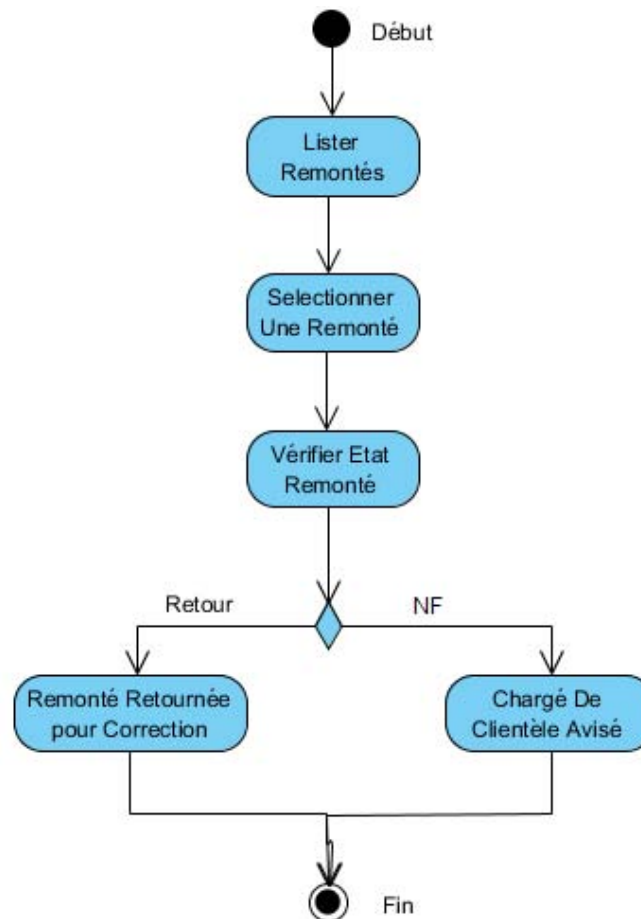 Début
Lister
Remontés
Selectionner
Une Remonté
Vérifier Etat
Remonté
Retour
NF
Remonté Retournée
pour Correction
Chargé De
Clientèle Avisé
Fin